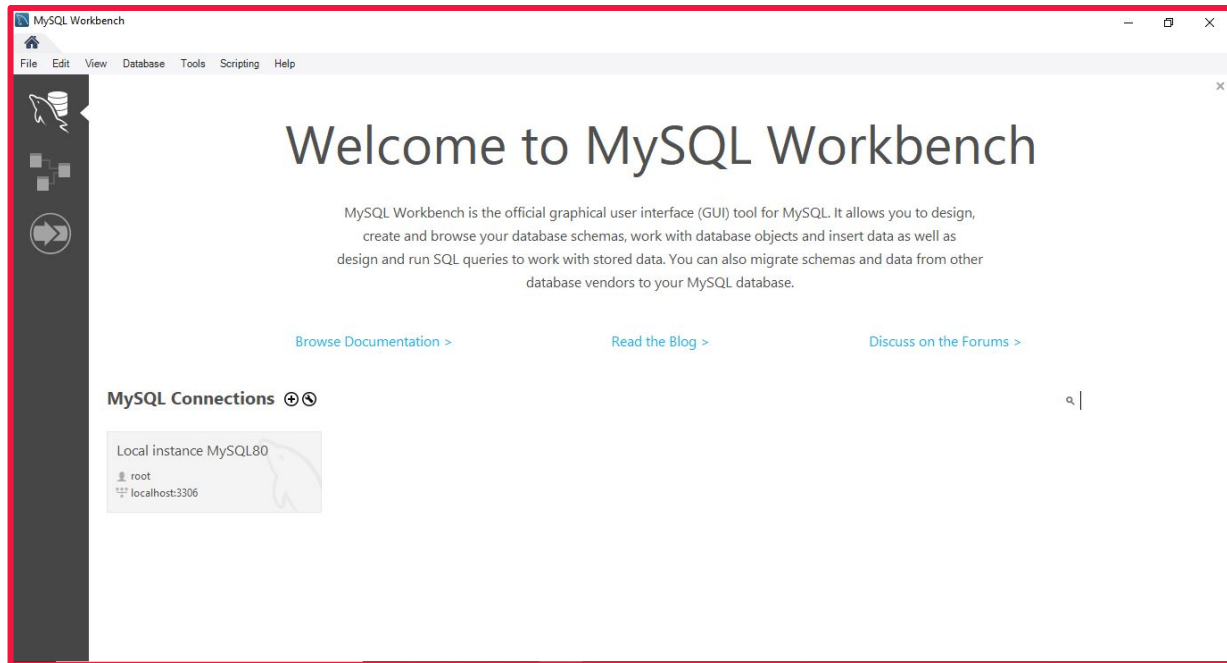 MySQL Workbench
File Edit View Database Tools Scripting Help
Welcome to MySQL Workbench
MySQL Workbench is the official graphical user interface (GUI) tool for MySQL. It allows you to design,
create and browse your database schemas, work with database objects and insert data as well as
design and run SQL queries to work with stored data. You can also migrate schemas and data from other
database vendors to your MySQL database.
Browse Documentation > Read the Blog > Discuss on the Forums >
MySQL Connections
Local instance MySQL80
root
localhost:3306